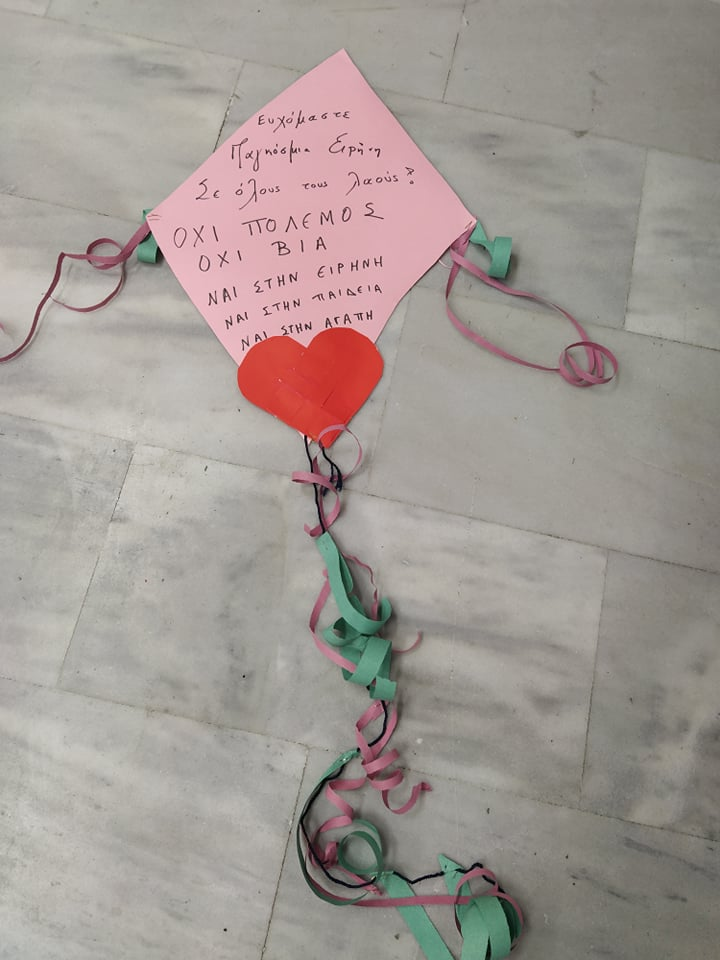 Ευχόμαστε
Παγκόσμια Ειρήνη
Σε όλους τους λαούς!
ΟΧΙ ΠΟΛΕΜΟΣ
ΟΧΙ ΒΙΑ
ΝΑΙ ΣΤΗΝ ΕΙΡΗΝΗ
ΝΑΙ ΣΤΗΝ ΠΑΙΔΕΙΑ
ΝΑΙ ΣΤΗΝ ΑΓΑΠΗ